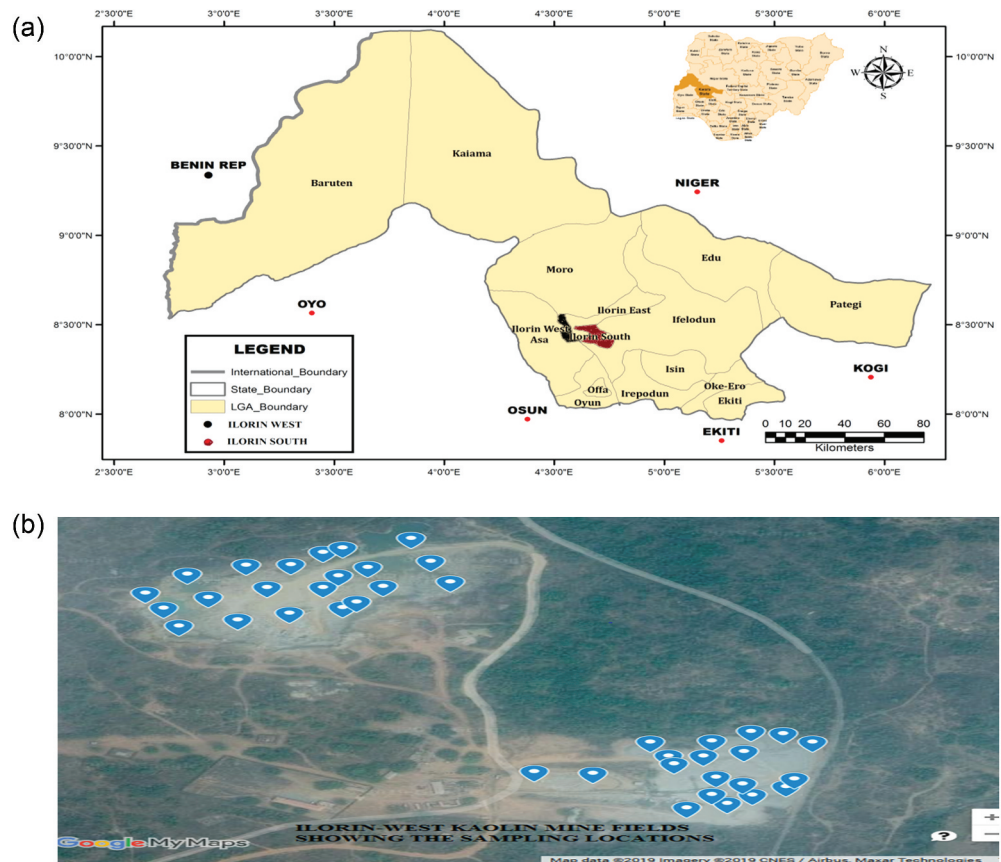 (a)
2°30'0"E 3°0'0"E 3°30'0"E 4°0'0"E 4°30'0"E 5°0'0"E 5°30'0"E 6°0'0"E
10°0'0"N
9°30'0"N
9°0'0"N
8°30'0"N
8°0'0"N
10°0'0"N
9°30'0"N
9°0'0"N
8°30'0"N
8°0'0"N
N
W E
S
Kaiama
BENIN REP
Baruten
NIGER
Edu
Moro
Pategi
OYO
Ilorin East
Ilorin West
Ilorin South
Ifelodun
Asa
Isin
KOGI
Offa
Oke-Ero
Irepodun
Oyun
Ekiti
OSUN
EKITI
LEGEND
International_Boundary
State_Boundary
LGA_Boundary
ILORIN WEST
ILORIN SOUTH
0 5 10 20 40 60 80
Kilometers
2°30'0"E 3°0'0"E 3°30'0"E 4°0'0"E 4°30'0"E 5°0'0"E 5°30'0"E 6°0'0"E
(b)
ILORIN-WEST KAOLIN MINE FIELDS
SHOWING THE SAMPLING LOCATIONS
Google My Maps
+
?
−
Map data ©2019 Imagery ©2019 CNES / Airbus, Maxar Technologies